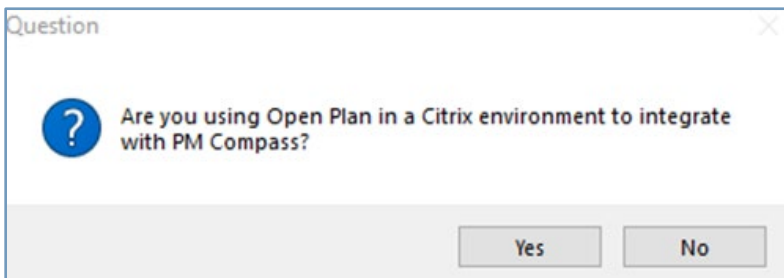 Question
Are you using Open Plan in a Citrix environment to integrate
with PM Compass?
Yes No